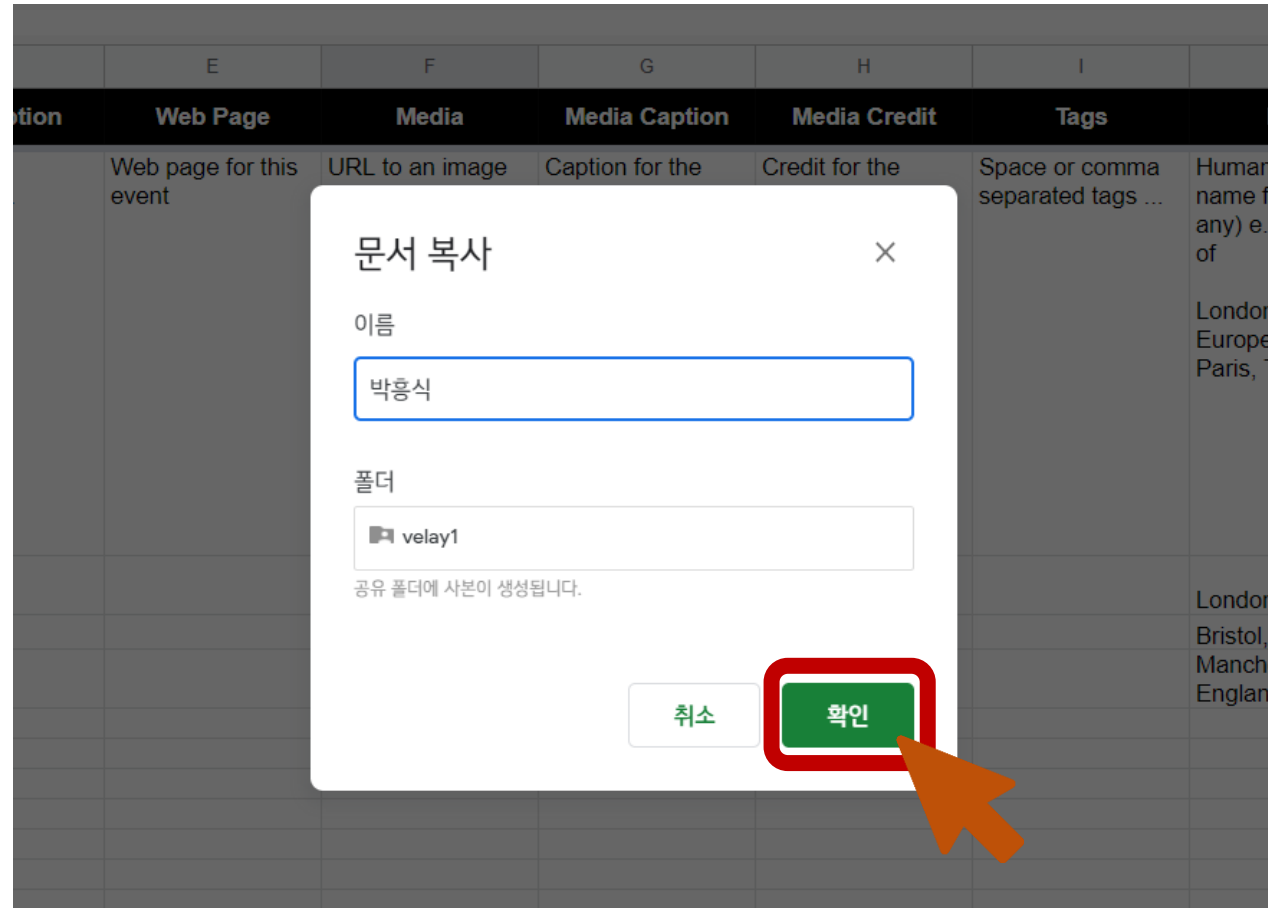 E F G H I
ption Web Page Media Media Caption Media Credit Tags
Web page for this URL to an image Caption for the Credit for the Space or comma Human
event separated tags ... name f
any) e.
of
London
Europe
Paris,
문서 복사
이름
박흥식
폴더
velay1
공유 폴더에 사본이 생성됩니다.
취소 확인
London
Bristol,
Manch
Englan